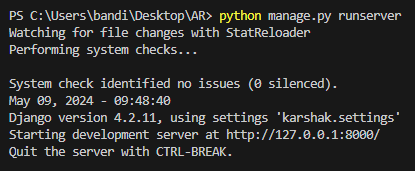 PS C:\Users\bandi\Desktop\AR> python manage.py runserver
Watching for file changes with StatReloader
Performing system checks...

System check identified no issues (0 silenced).
May 09, 2024 - 09:48:40
Django version 4.2.11, using settings 'karshak.settings'
Starting development server at http://127.0.0.1:8000/
Quit the server with CTRL-BREAK.